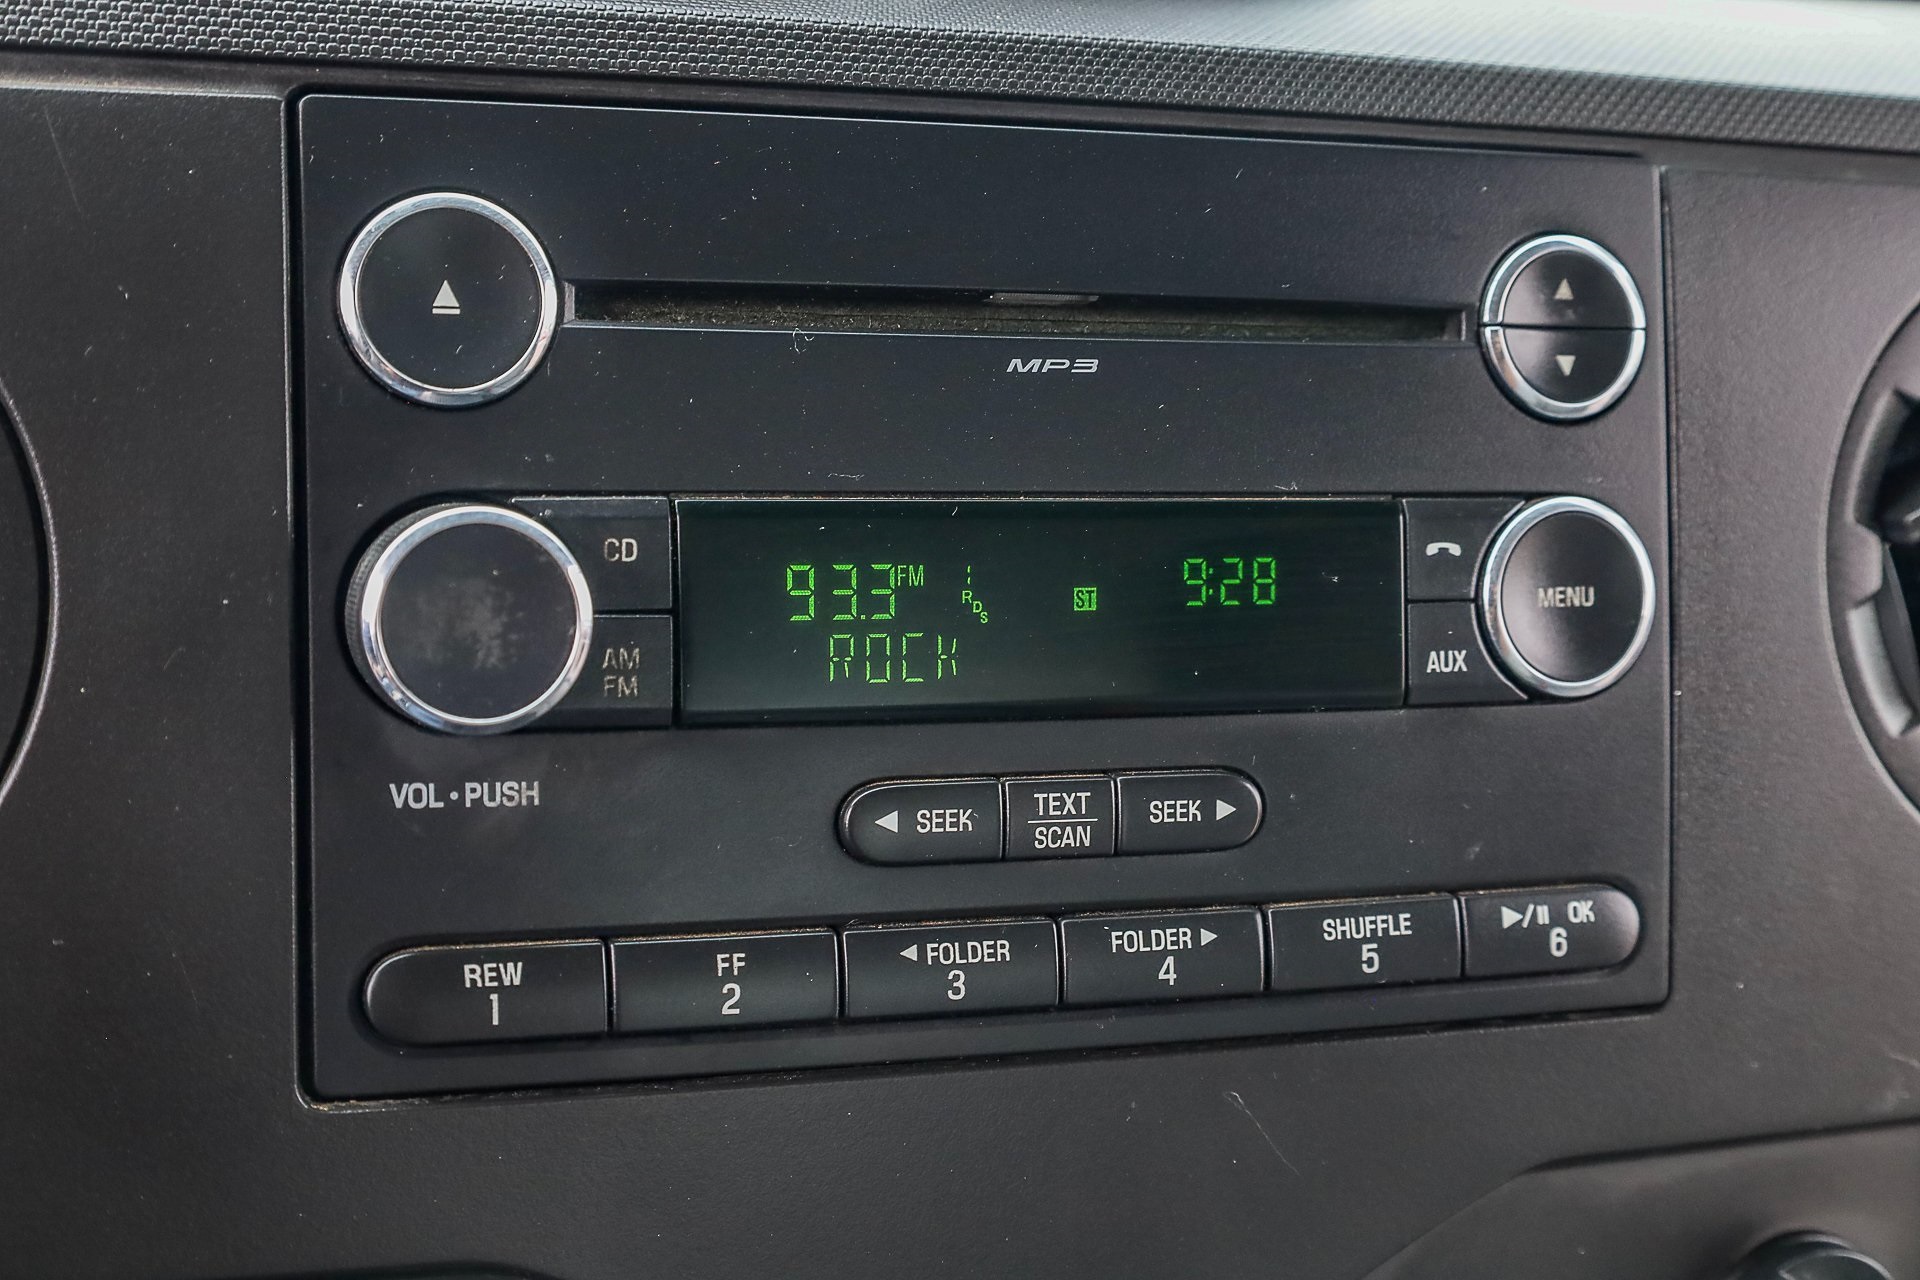 MP3
CD
93.3 FM 1 RDS ST 9:28
ROCK
AM
FM
MENU
AUX
VOL • PUSH
◀ SEEK TEXT SCAN SEEK ▶
REW 1
FF 2
◀ FOLDER 3
FOLDER ▶ 4
SHUFFLE 5
▶/II OK 6